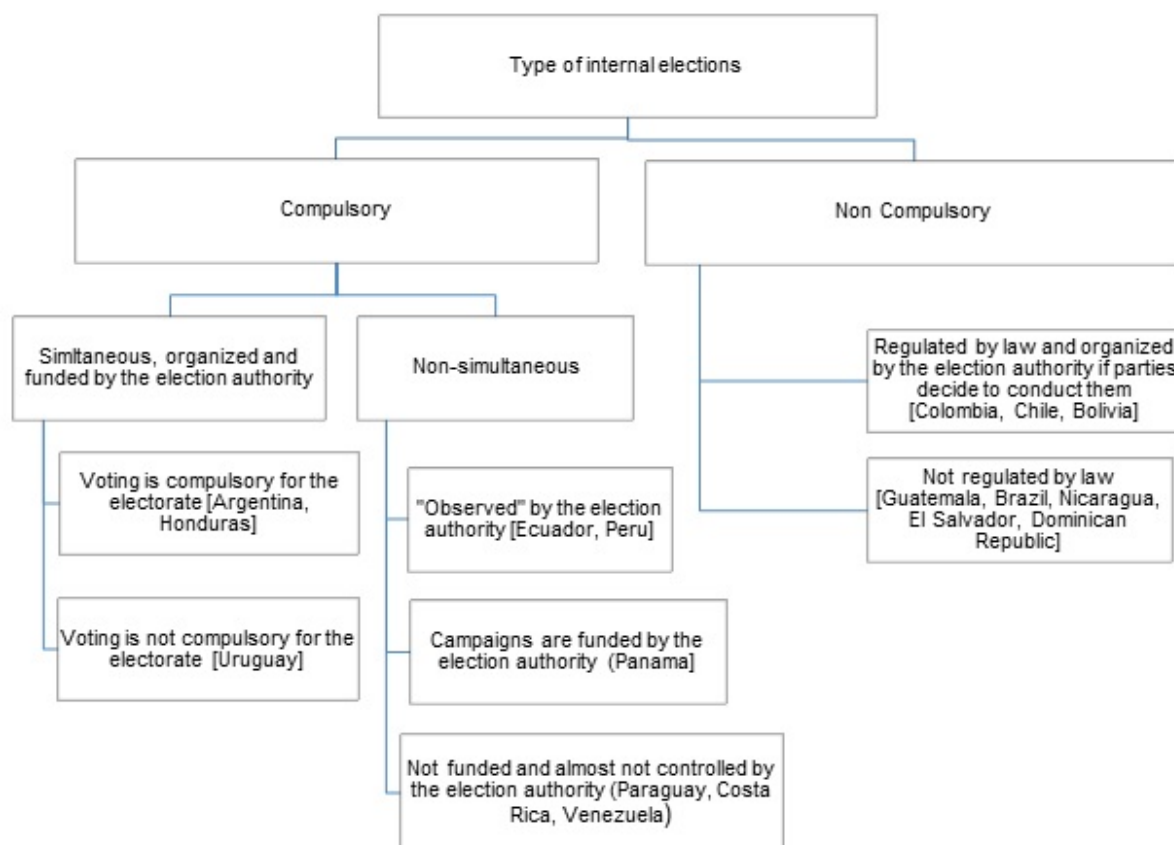 Type of internal elections
Compulsory
Non Compulsory
Simltaneous, organized and
funded by the election authority
Non-simultaneous
Regulated by law and organized
by the election authority if parties
decide to conduct them
[Colombia, Chile, Bolivia]
Voting is compulsory for the
electorate [Argentina,
Honduras]
"Observed" by the election
authority [Ecuador, Peru]
Not regulated by law
[Guatemala, Brazil, Nicaragua,
El Salvador, Dominican
Republic]
Voting is not compulsory for the
electorate [Uruguay]
Campaigns are funded by the
election authority (Panama]
Not funded and almost not controlled by
the election authority (Paraguay, Costa
Rica, Venezuela)